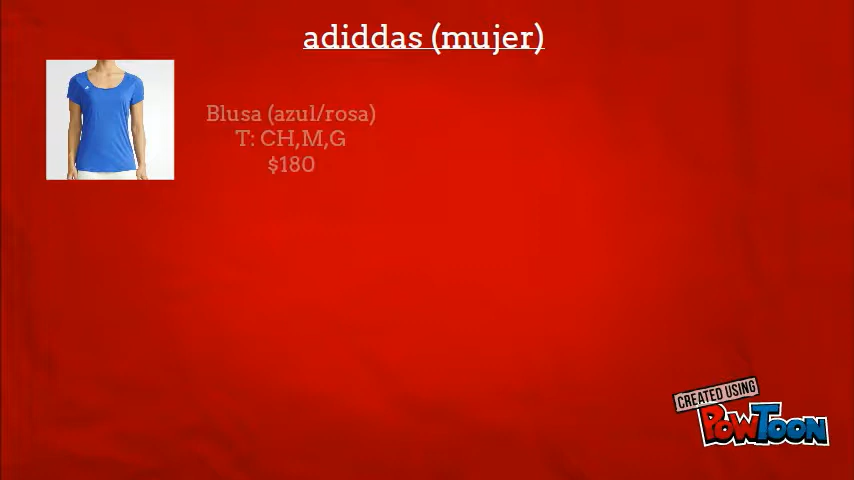 adiddas (mujer)
Blusa (azul/rosa)
T: CH,M,G
$180
CREATED USING
POWTOON